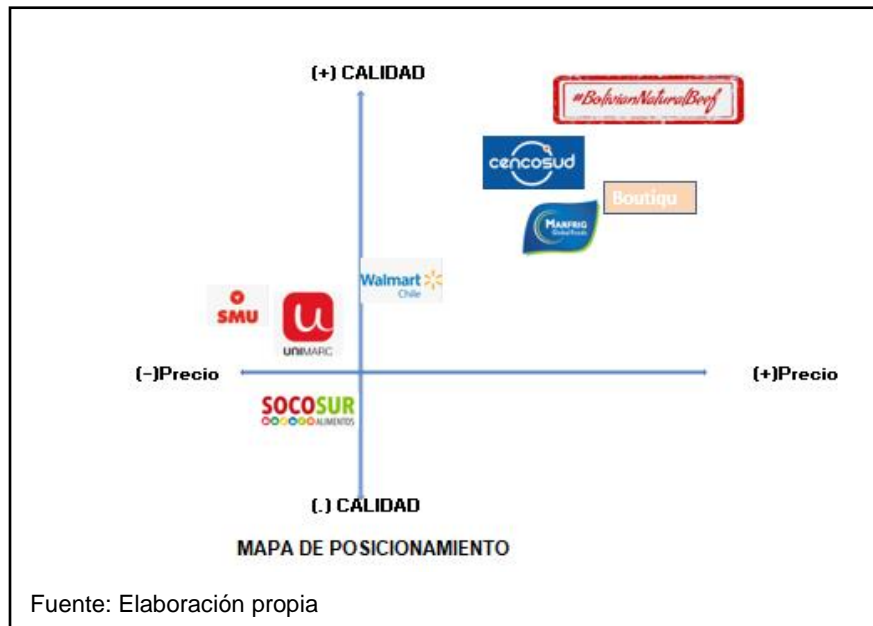 (+) CALIDAD
#BolivianNaturalBeef
cencosud
Boutiqu
MARFRIG
Global Foods
Walmart
Chile
SMU
U
UNIMARC
(-)Precio
(+)Precio
SOCOSUR
ALIMENTOS
(.) CALIDAD
MAPA DE POSICIONAMIENTO
Fuente: Elaboración propia